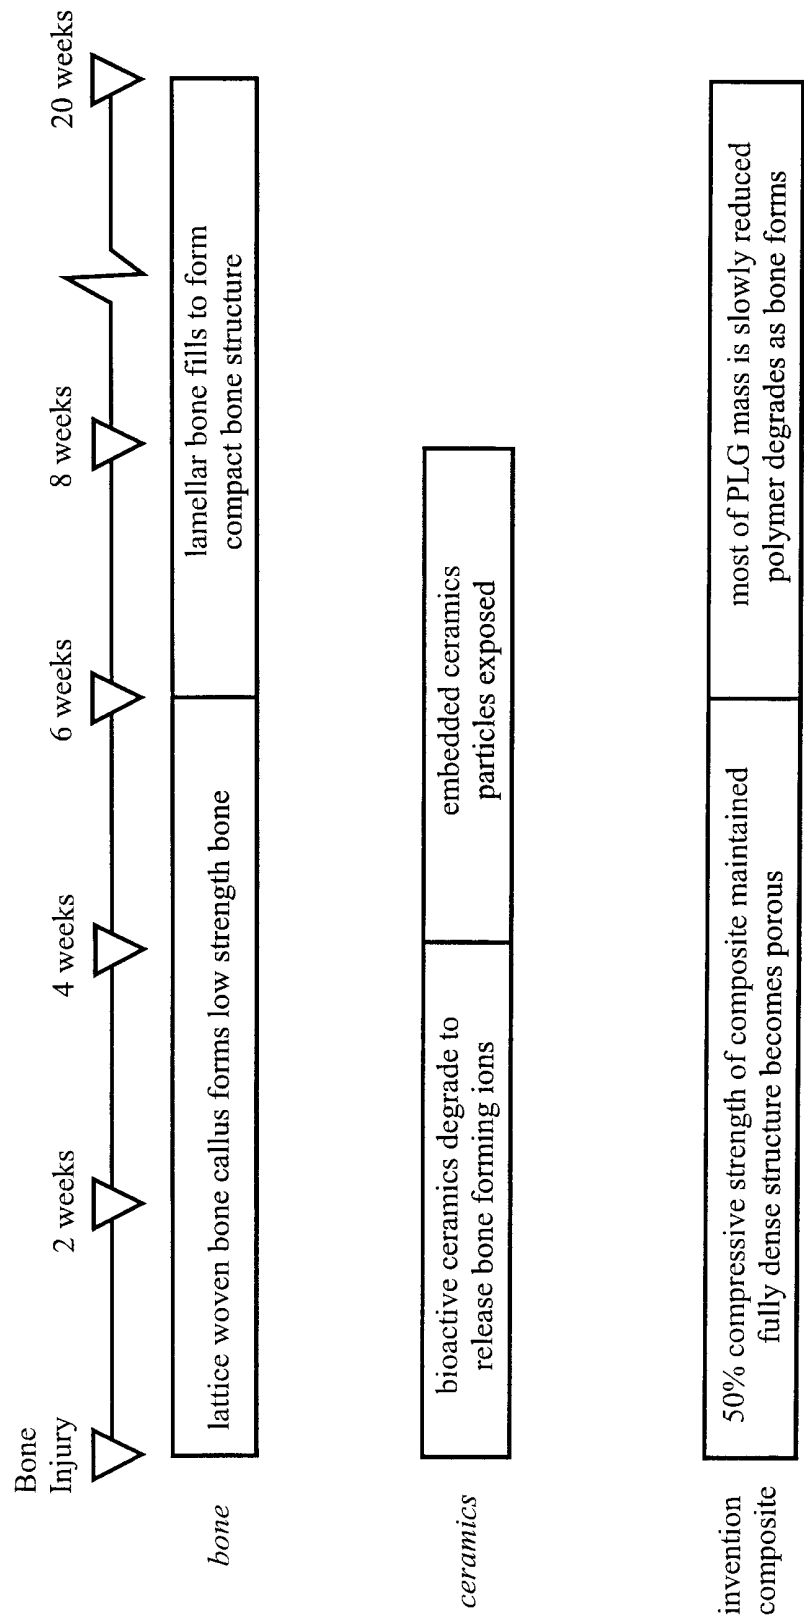 Bone
Injury
2 weeks
4 weeks
6 weeks
8 weeks
20 weeks
bone
lattice woven bone callus forms low strength bone
lamellar bone fills to form
compact bone structure
ceramics
bioactive ceramics degrade to
release bone forming ions
embedded ceramics
particles exposed
invention
composite
50% compressive strength of composite maintained
fully dense structure becomes porous
most of PLG mass is slowly reduced
polymer degrades as bone forms